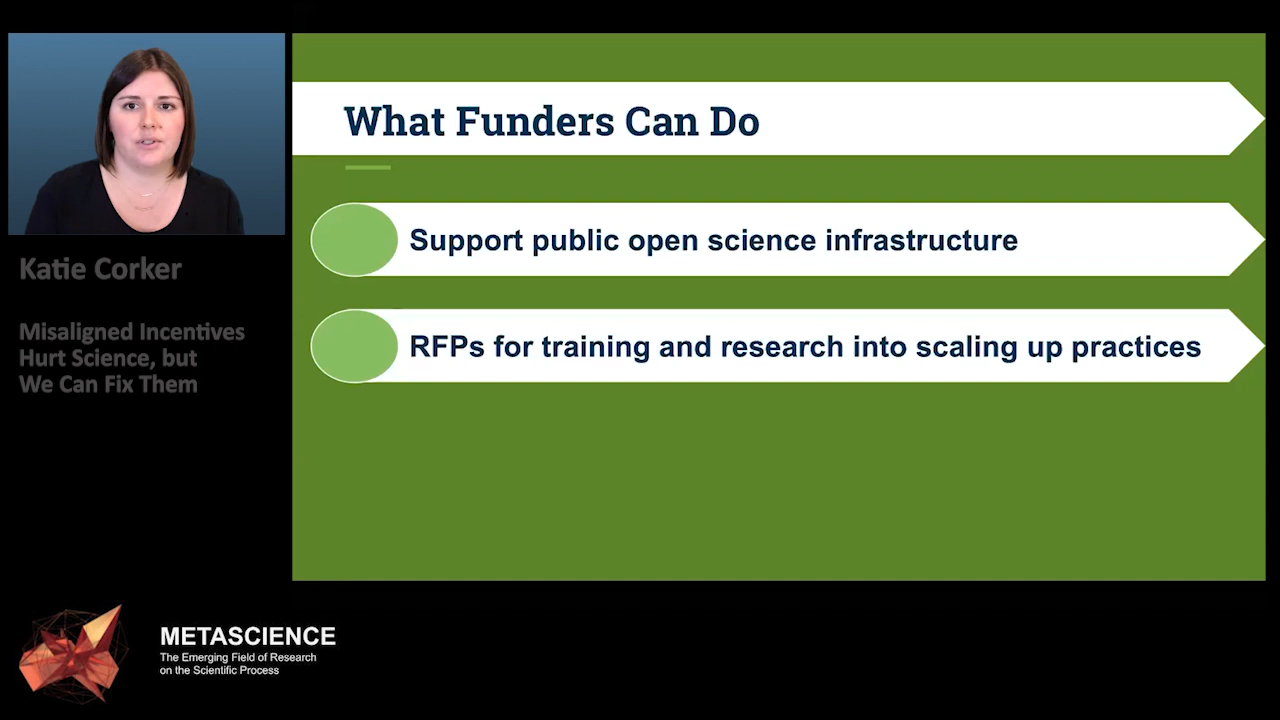 What Funders Can Do
Support public open science infrastructure
RFPs for training and research into scaling up practices
Katie Corker
Misaligned Incentives
Hurt Science, but
We Can Fix Them
METASCIENCE
The Emerging Field of Research
on the Scientific Process